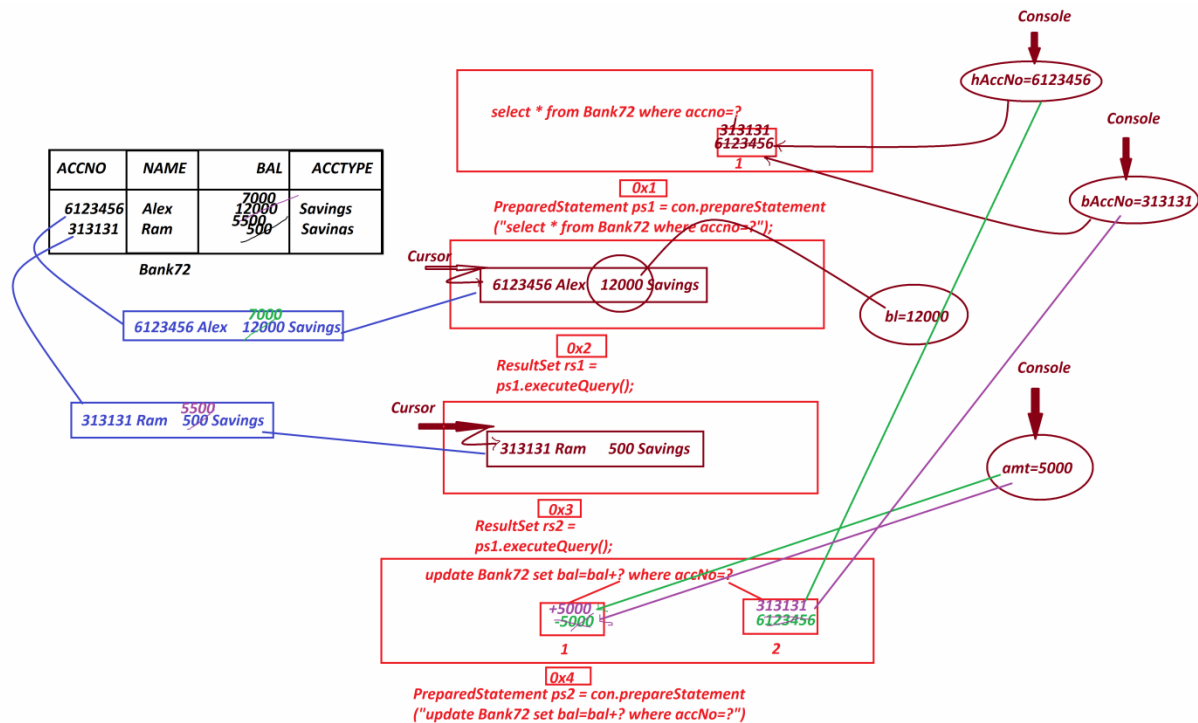 Console
hAccNo=6123456
Console
bAccNo=313131
select * from Bank72 where accno=?
313131
6123456
1
0x1
PreparedStatement ps1 = con.prepareStatement
("select * from Bank72 where accno=?");
ACCNO NAME BAL ACCTYPE
7000
6123456 Alex 12000 Savings
5500
313131 Ram 500 Savings
Bank72
Cursor
6123456 Alex 12000 Savings
bl=12000
7000
6123456 Alex 12000 Savings
0x2
ResultSet rs1 =
ps1.executeQuery();
5500
313131 Ram 500 Savings
Cursor
313131 Ram 500 Savings
Console
amt=5000
0x3
ResultSet rs2 =
ps1.executeQuery();
update Bank72 set bal=bal+? where accNo=?
+5000 313131
-5000 6123456
1 2
0x4
PreparedStatement ps2 = con.prepareStatement
("update Bank72 set bal=bal+? where accNo=?")